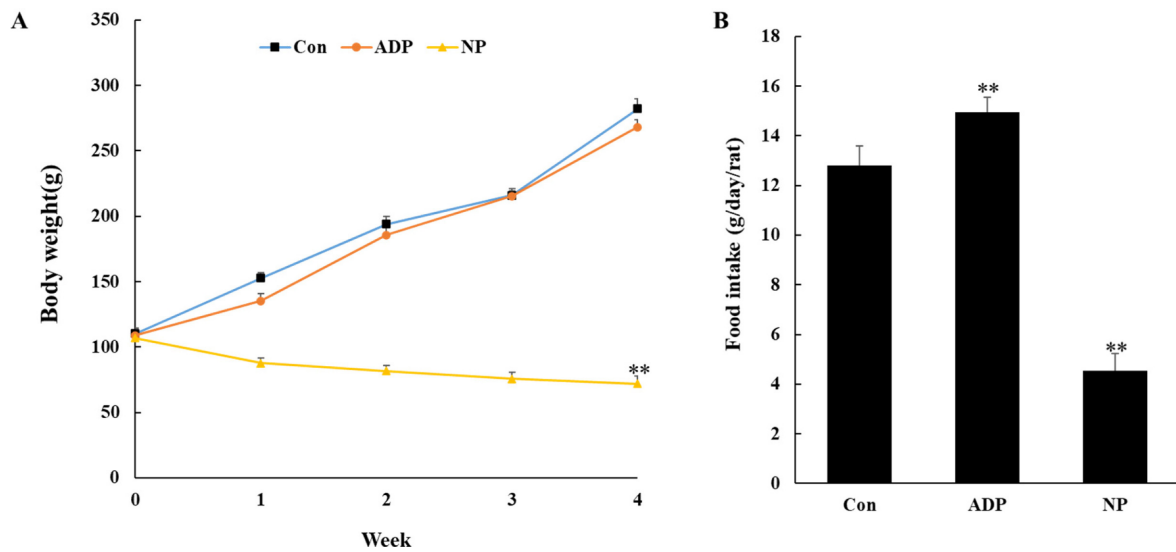 A
Con ADP NP
350
300
250
200
150
100
50
0
Body weight(g)
**
0 1 2 3 4
Week
B
18
16
14
12
10
8
6
4
2
0
Food intake (g/day/rat)
**
**
Con ADP NP